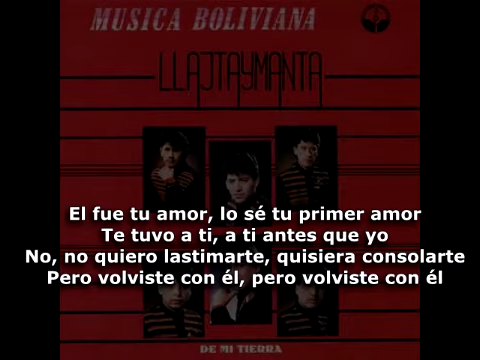 MUSICA BOLIVIANA
LLAJTAYMANTA
El fue tu amor, lo sé tu primer amor
Te tuvo a ti, a ti antes que yo
No, no quiero lastimarte, quisiera consolarte
Pero volviste con él, pero volviste con él
DE MI TIERRA